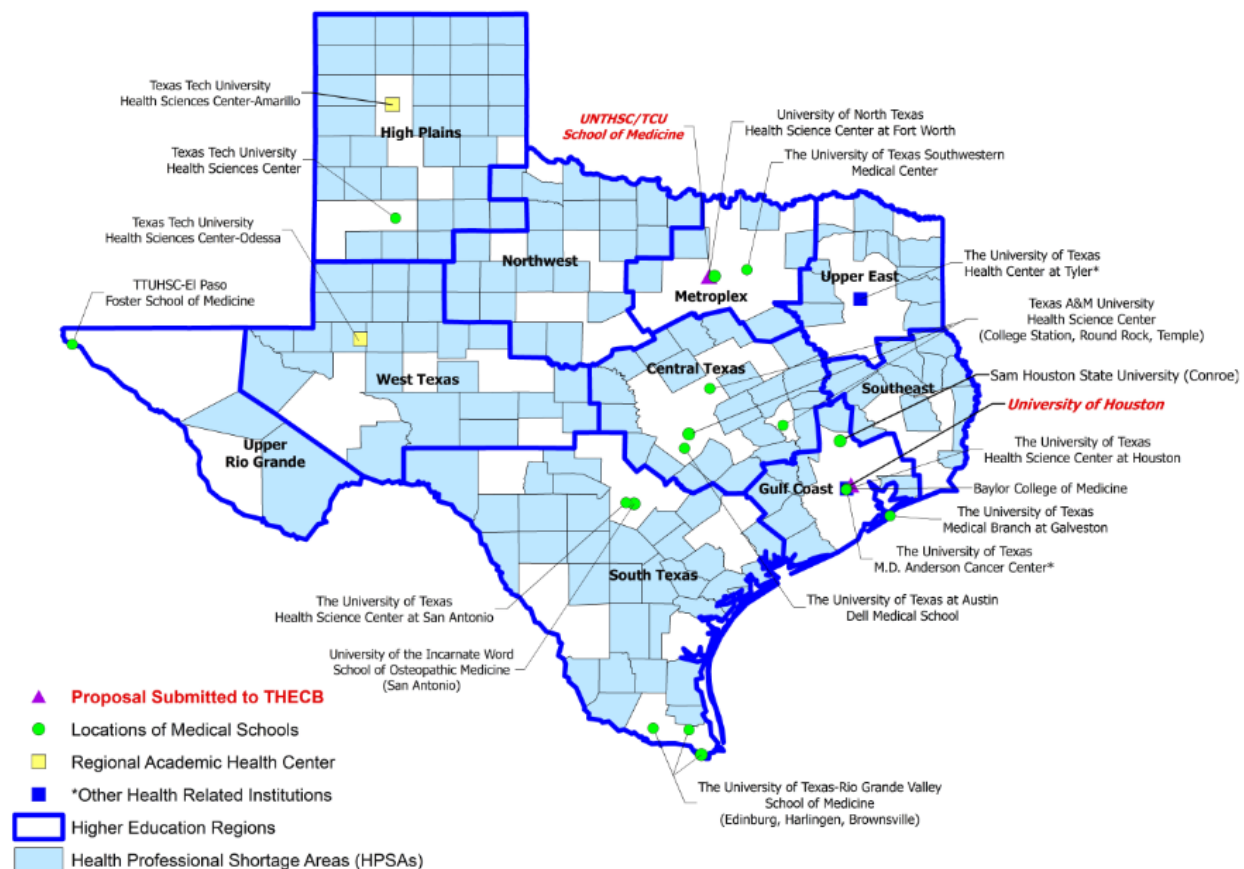 Texas Tech University
Health Sciences Center-Amarillo
High Plains
UNTHSC/TCU
School of Medicine
University of North Texas
Health Science Center at Fort Worth
Texas Tech University
Health Sciences Center
The University of Texas Southwestern
Medical Center
Texas Tech University
Health Sciences Center-Odessa
Northwest
Metroplex
Upper East
The University of Texas
Health Center at Tyler*
TTUHSC-El Paso
Foster School of Medicine
Texas A&M University
Health Science Center
(College Station, Round Rock, Temple)
West Texas
Central Texas
Southeast
Sam Houston State University (Conroe)
University of Houston
Upper
Rio Grande
The University of Texas
Health Science Center at Houston
Gulf Coast
Baylor College of Medicine
The University of Texas
Medical Branch at Galveston
The University of Texas
M.D. Anderson Cancer Center*
South Texas
The University of Texas
Health Science Center at San Antonio
The University of Texas at Austin
Dell Medical School
University of the Incarnate Word
School of Osteopathic Medicine
(San Antonio)
The University of Texas-Rio Grande Valley
School of Medicine
(Edinburg, Harlingen, Brownsville)
Proposal Submitted to THECB
Locations of Medical Schools
Regional Academic Health Center
*Other Health Related Institutions
Higher Education Regions
Health Professional Shortage Areas (HPSAs)